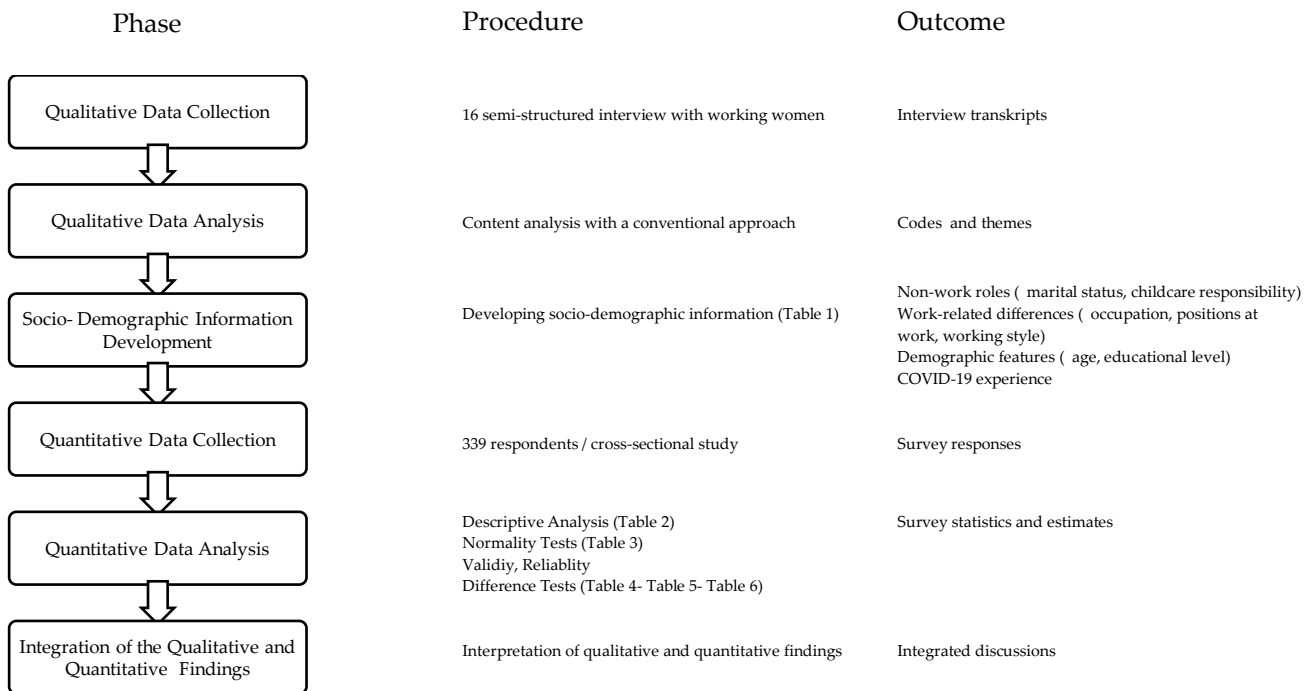 Phase Procedure Outcome
Qualitative Data Collection
16 semi-structured interview with working women
Interview transkripts
Qualitative Data Analysis
Content analysis with a conventional approach
Codes and themes
Socio- Demographic Information
Development
Developing socio-demographic information (Table 1)
Non-work roles ( marital status, childcare responsibility)
Work-related differences ( occupation, positions at
work, working style)
Demographic features ( age, educational level)
COVID-19 experience
Quantitative Data Collection
339 respondents / cross-sectional study
Survey responses
Quantitative Data Analysis
Descriptive Analysis (Table 2)
Normality Tests (Table 3)
Validiy, Reliablity
Difference Tests (Table 4- Table 5- Table 6)
Survey statistics and estimates
Integration of the Qualitative and
Quantitative Findings
Interpretation of qualitative and quantitative findings
Integrated discussions